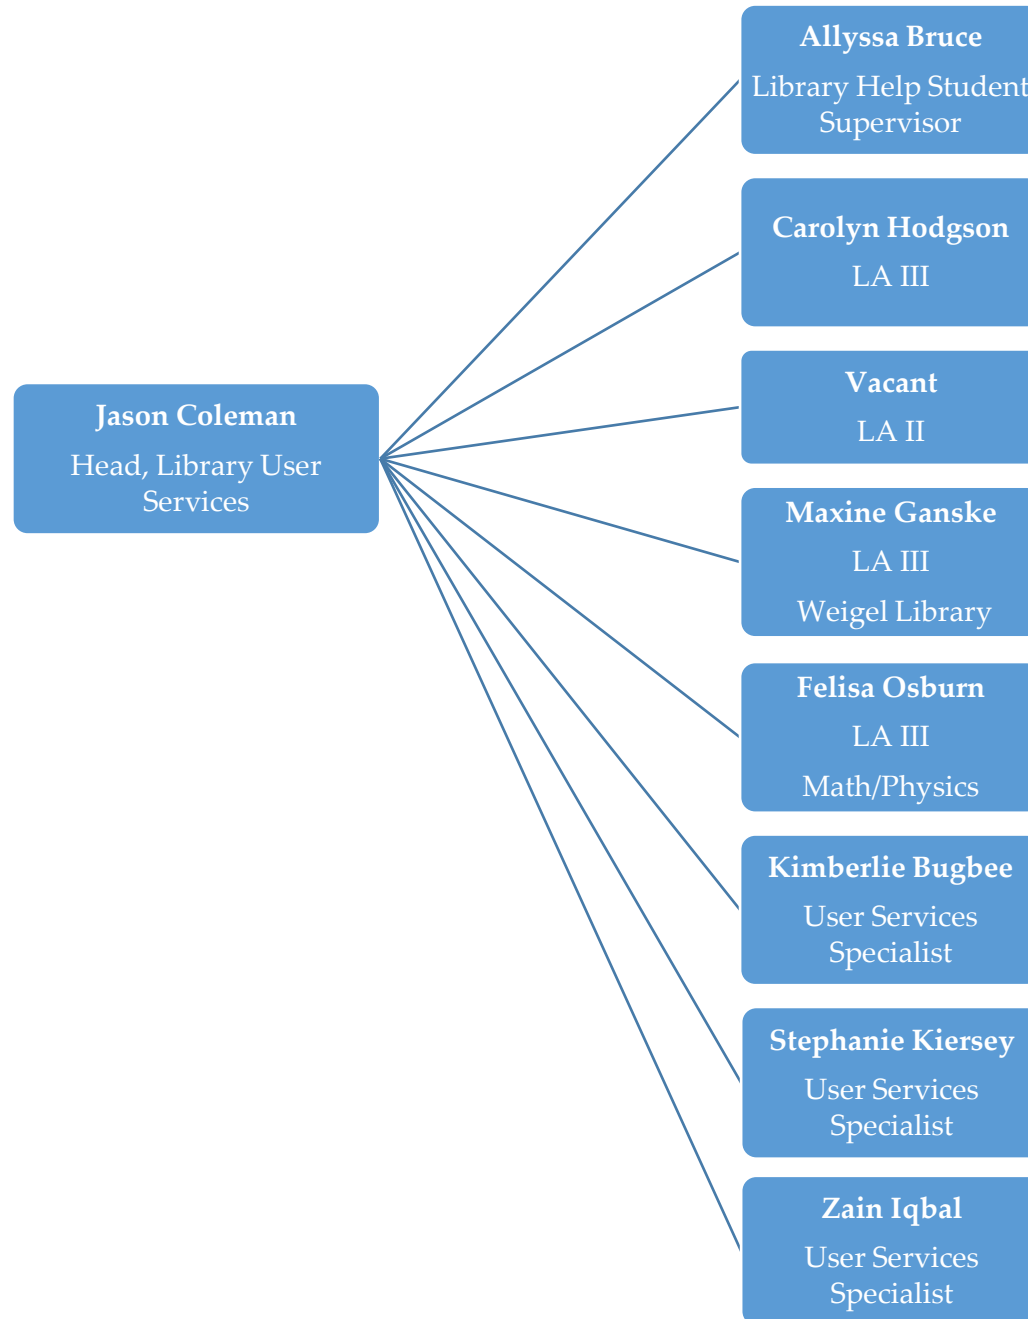 Jason Coleman
Head, Library User
Services
Allyssa Bruce
Library Help Student
Supervisor
Carolyn Hodgson
LA III
Vacant
LA II
Maxine Ganske
LA III
Weigel Library
Felisa Osburn
LA III
Math/Physics
Kimberlie Bugbee
User Services
Specialist
Stephanie Kiersey
User Services
Specialist
Zain Iqbal
User Services
Specialist